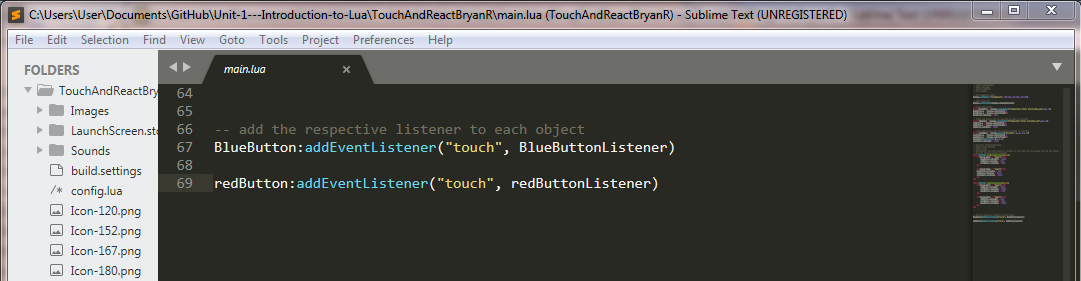 C:\Users\User\Documents\GitHub\Unit-1---Introduction-to-Lua\TouchAndReactBryanR\main.lua (TouchAndReactBryanR) - Sublime Text (UNREGISTERED)
File Edit Selection Find View Goto Tools Project Preferences Help
FOLDERS
TouchAndReactBry
Images
LaunchScreen.sto
Sounds
build.settings
/* config.lua
Icon-120.png
Icon-152.png
Icon-167.png
Icon-180.png
main.lua
64
65
66 -- add the respective listener to each object
67 BlueButton:addEventListener("touch", BlueButtonListener)
68
69 redButton:addEventListener("touch", redButtonListener)